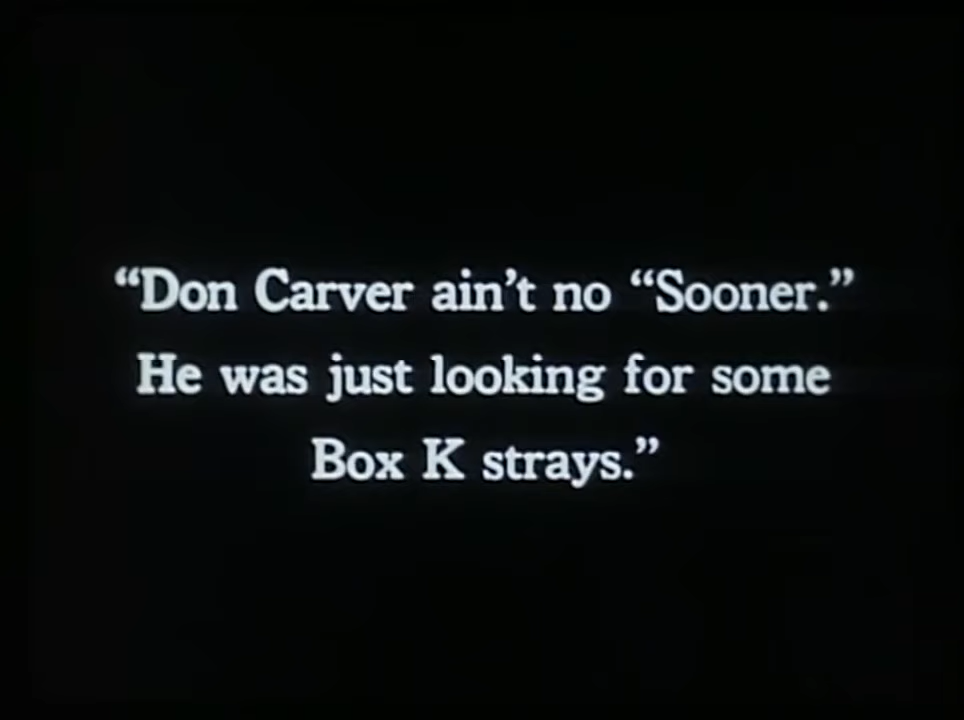 “Don Carver ain’t no “Sooner.”
He was just looking for some
Box K strays.”